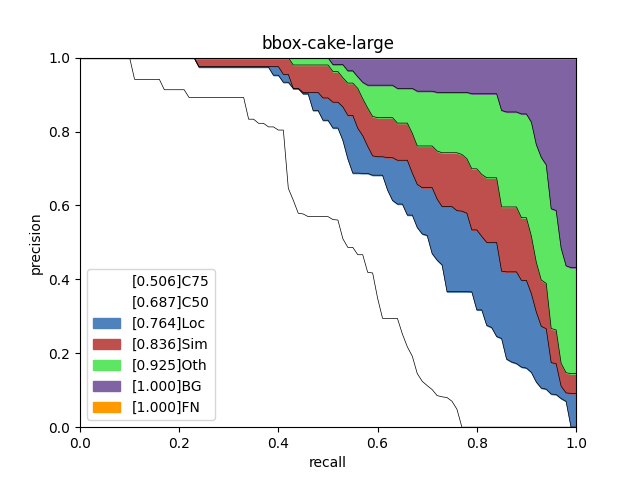 bbox-cake-large
precision
1.0
0.8
0.6
0.4
0.2
0.0
[0.506]C75
[0.687]C50
[0.764]Loc
[0.836]Sim
[0.925]Oth
[1.000]BG
[1.000]FN
0.0 0.2 0.4 0.6 0.8 1.0
recall